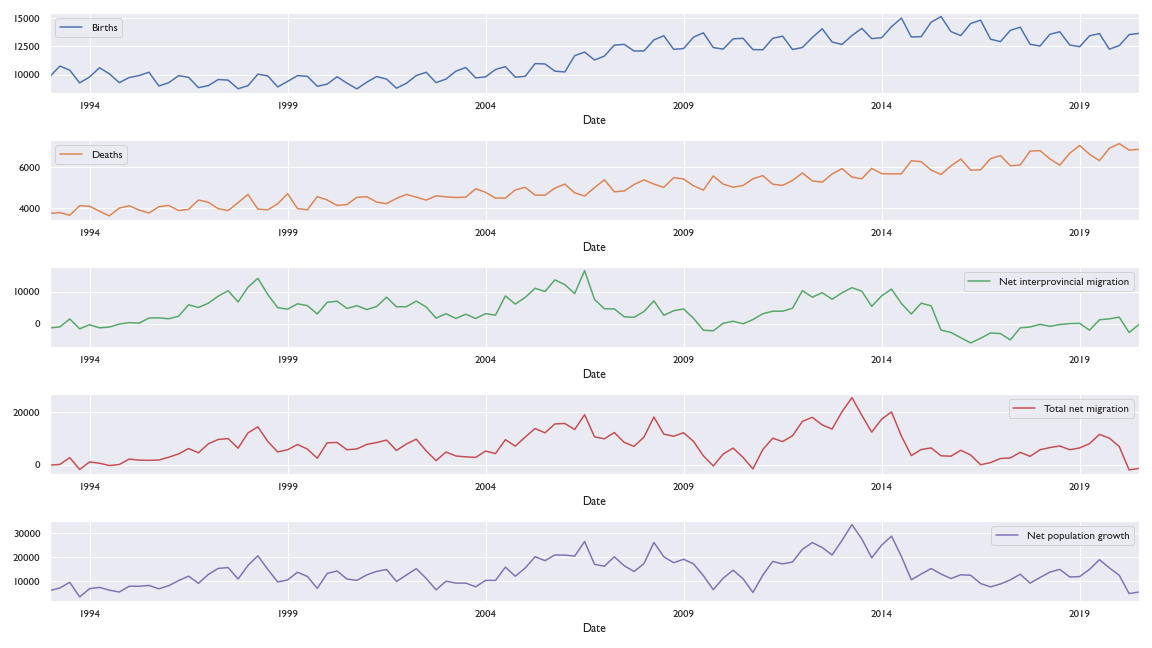 15000
Births
12500
10000
1994 1999 2004 2009 2014 2019
Date
Deaths
6000
4000
1994 1999 2004 2009 2014 2019
Date
Net interprovincial migration
10000
0
1994 1999 2004 2009 2014 2019
Date
Total net migration
20000
0
1994 1999 2004 2009 2014 2019
Date
30000
Net population growth
20000
10000
1994 1999 2004 2009 2014 2019
Date